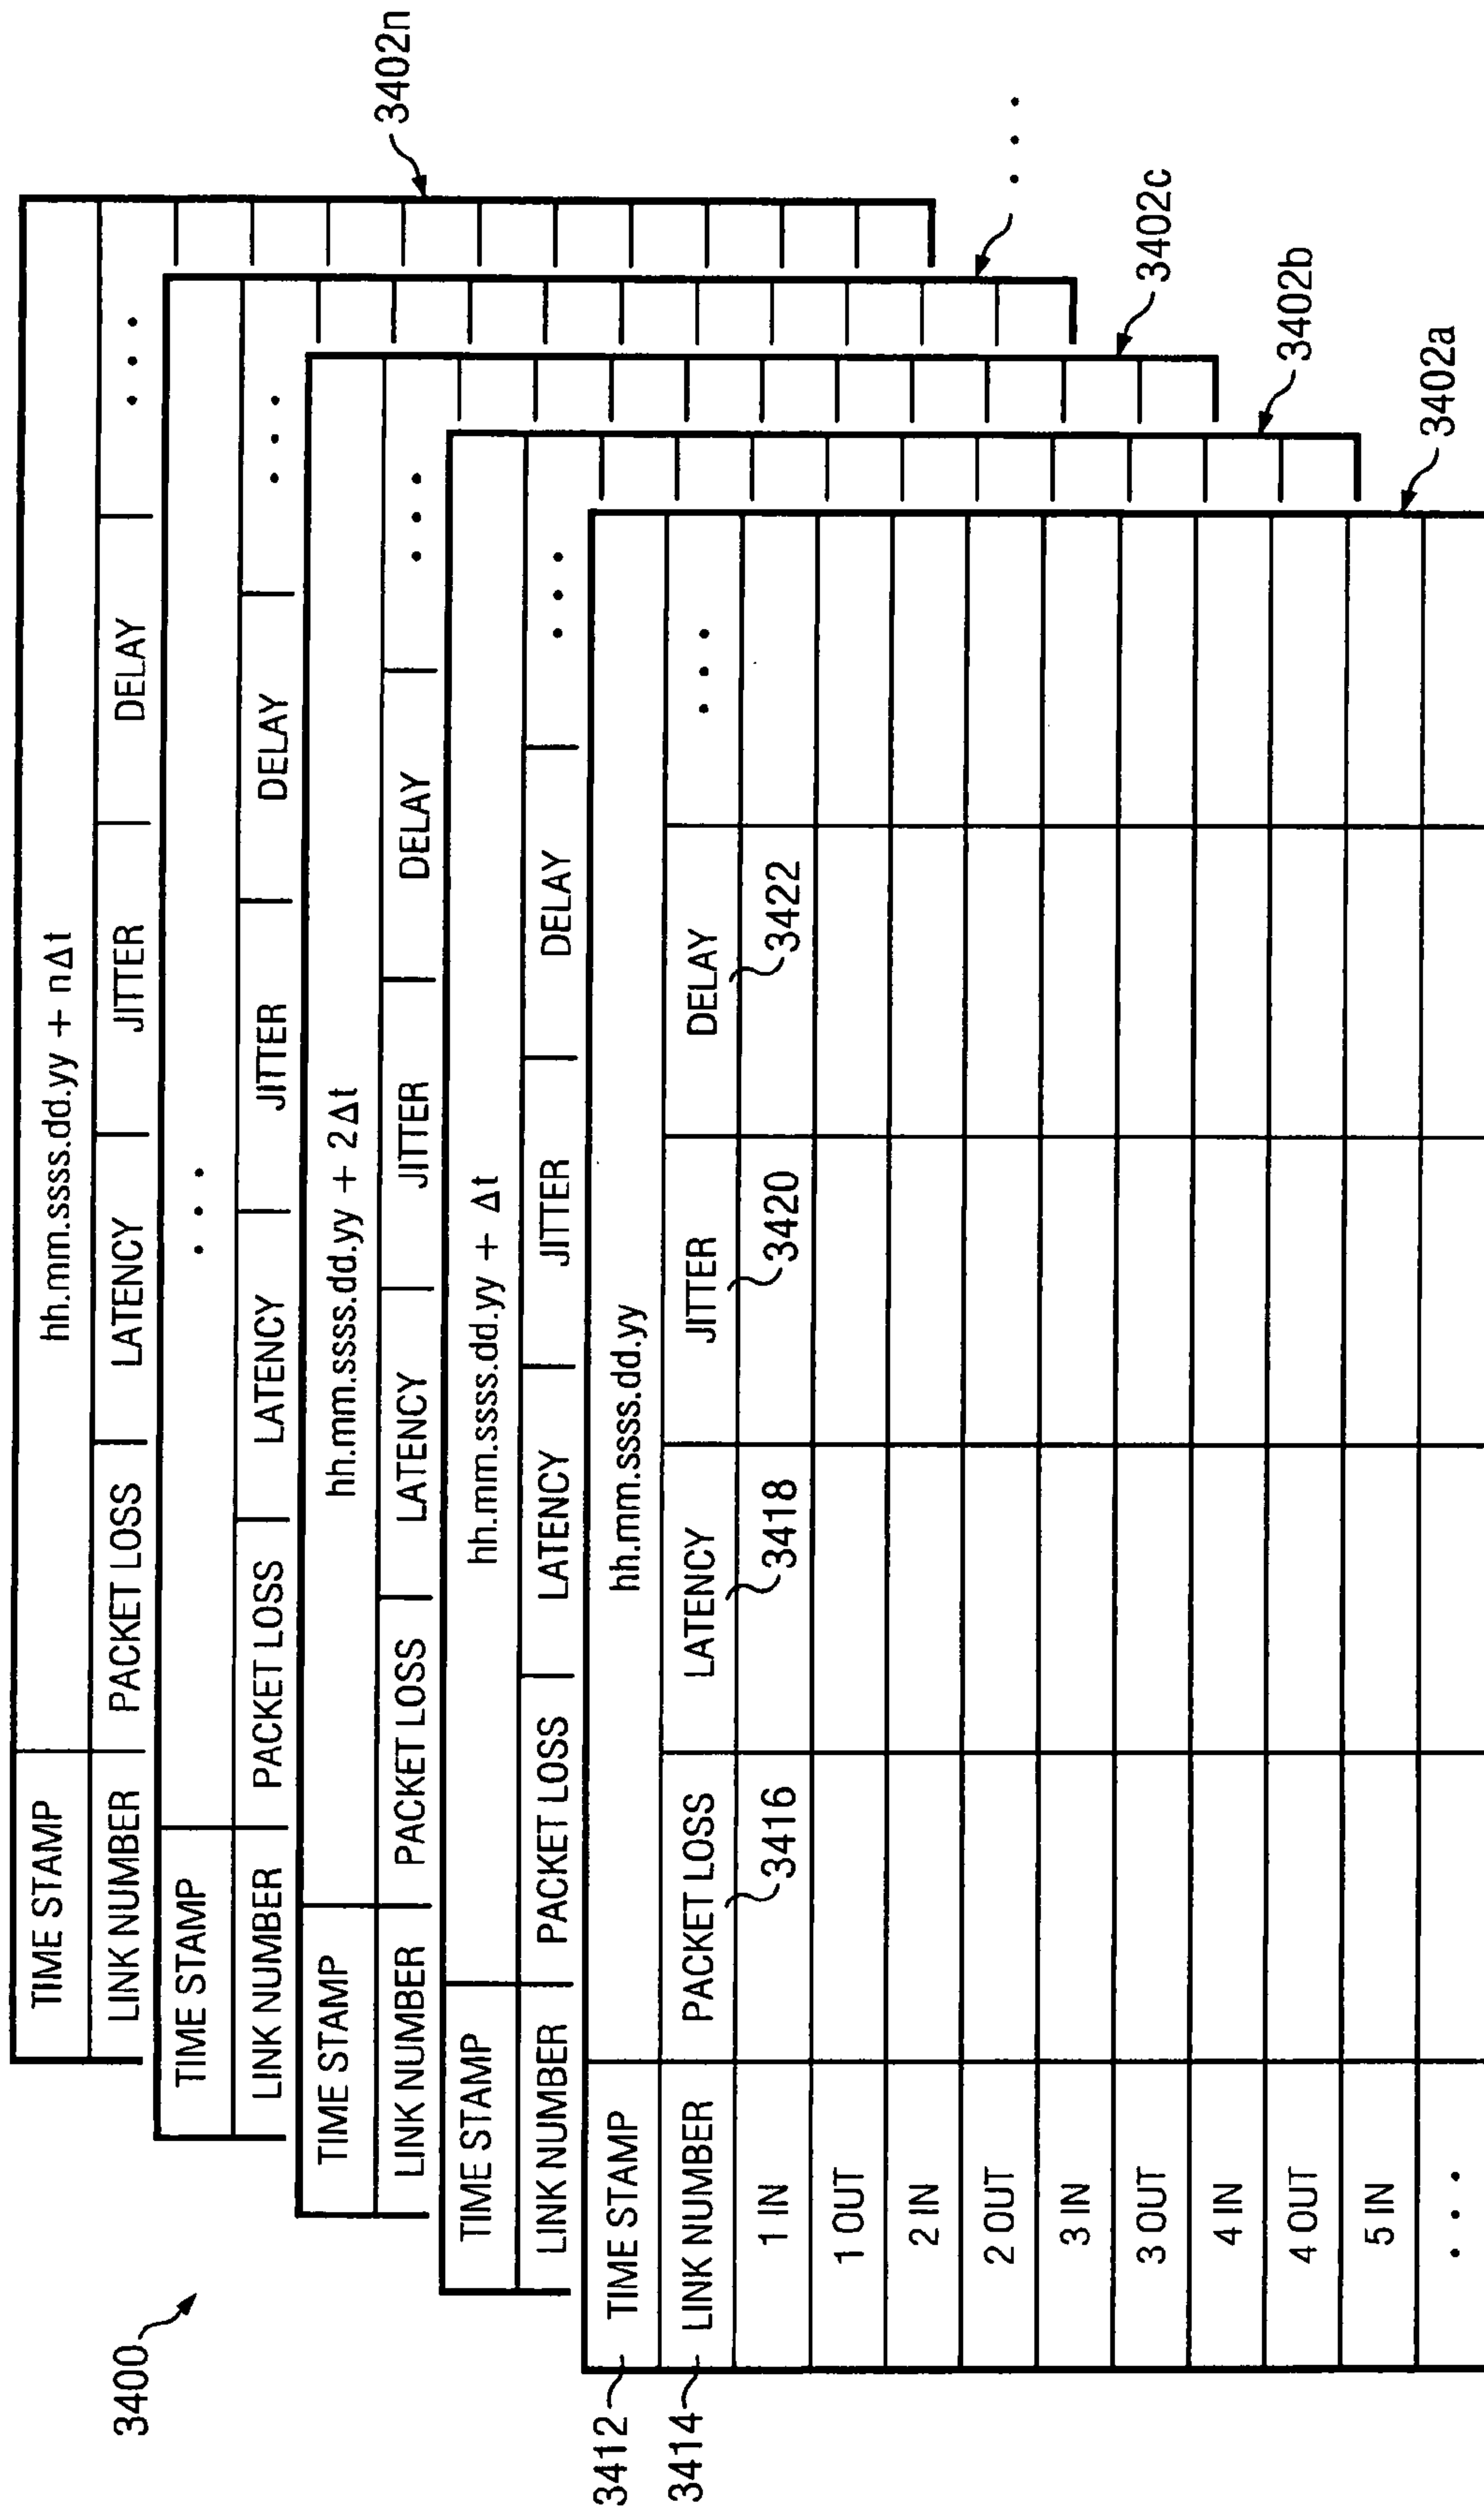 3400
TIME STAMP hh.mm.ssss.dd.yy + nΔt
LINK NUMBER PACKET LOSS LATENCY JITTER DELAY • • •
3402n
TIME STAMP • • •
LINK NUMBER PACKET LOSS LATENCY JITTER DELAY • • •
• • •
TIME STAMP hh.mm.ssss.dd.yy + 2Δt
LINK NUMBER PACKET LOSS LATENCY JITTER DELAY • • •
3402c
TIME STAMP hh.mm.ssss.dd.yy + Δt
LINK NUMBER PACKET LOSS LATENCY JITTER DELAY • • •
3402b
3412 TIME STAMP hh.mm.ssss.dd.yy
3414 LINK NUMBER PACKET LOSS LATENCY JITTER DELAY • • •
3416 3418 3420 3422
1 IN
1 OUT
2 IN
2 OUT
3 IN
3 OUT
4 IN
4 OUT
5 IN
• • •
3402a